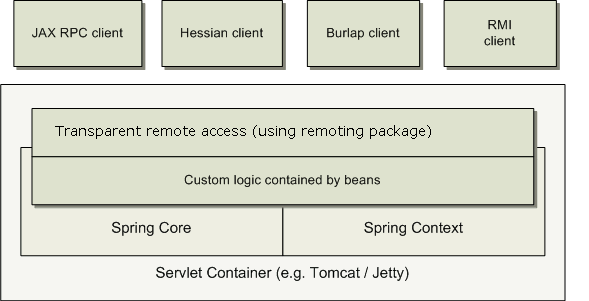 JAX RPC client
Hessian client
Burlap client
RMI
client
Transparent remote access (using remoting package)
Custom logic contained by beans
Spring Core
Spring Context
Servlet Container (e.g. Tomcat / Jetty)